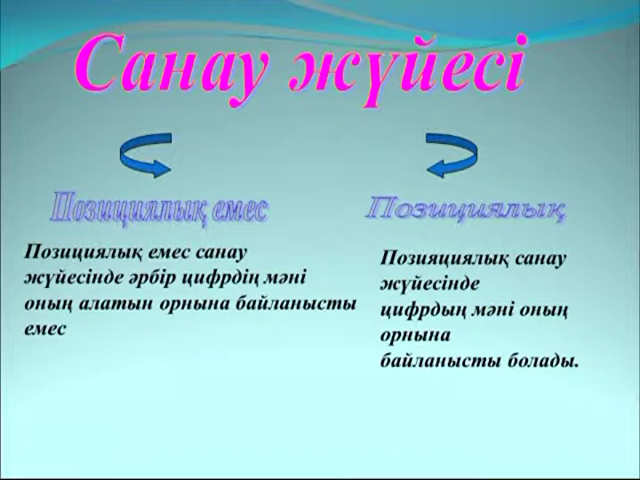 Санау жүйесі
Позициялық емес
Позициялық емес санау
жүйесінде әрбір цифрдің мәні
оның алатын орнына байланысты
емес
Позициялық
Позияциялық санау
жүйесінде
цифрдың мәні оның
орнына
байланысты болады.